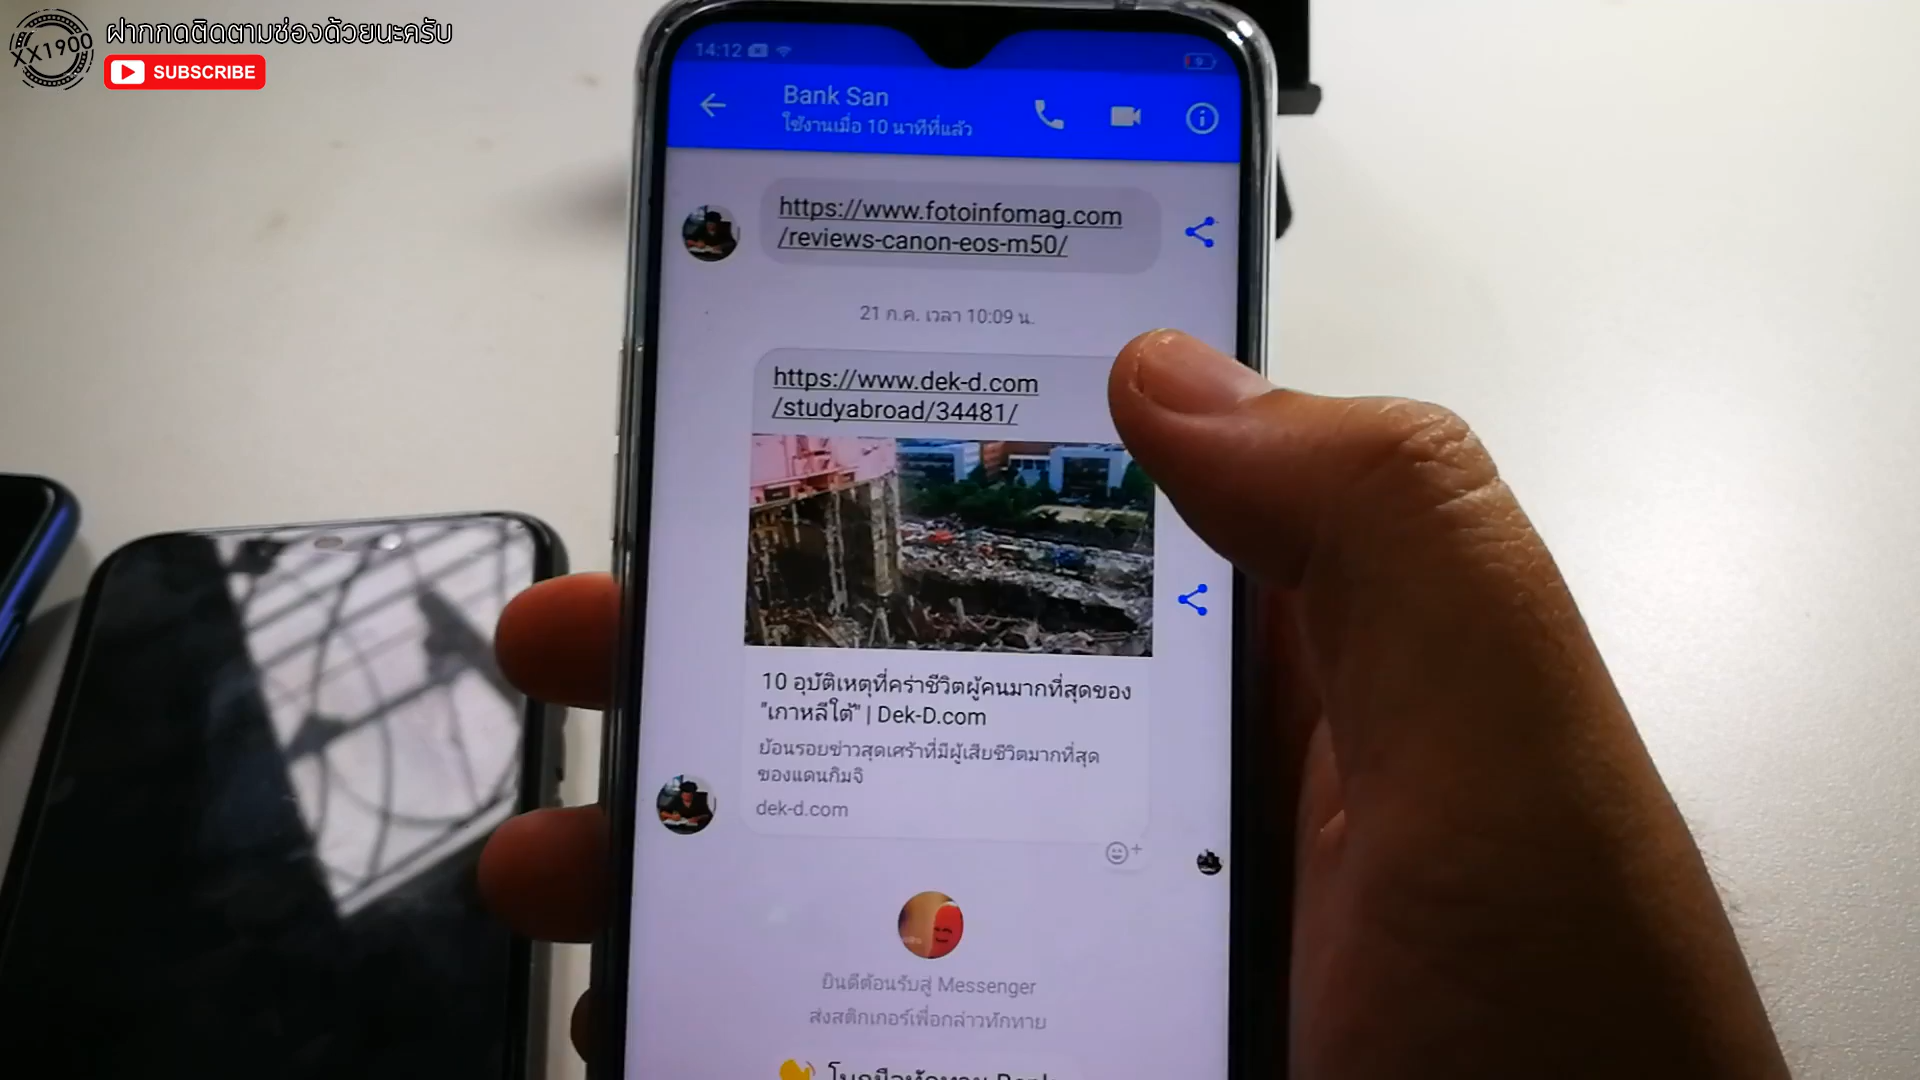 XX1900
ฝากกดติดตามช่องด้วยนะครับ
SUBSCRIBE
14:12
9
Bank San
ใช้งานเมื่อ 10 นาทีที่แล้ว
https://www.fotoinfomag.com
/reviews-canon-eos-m50/
21 ก.ค. เวลา 10:09 น.
https://www.dek-d.com
/studyabroad/34481/
10 อุบัติเหตุที่คร่าชีวิตผู้คนมากที่สุดของ
"เกาหลีใต้" | Dek-D.com
ย้อนรอยข่าวสุดเศร้าที่มีผู้เสียชีวิตมากที่สุด
ของแดนกิมจิ
dek-d.com
ยินดีต้อนรับสู่ Messenger
ส่งสติกเกอร์เพื่อกล่าวทักทาย